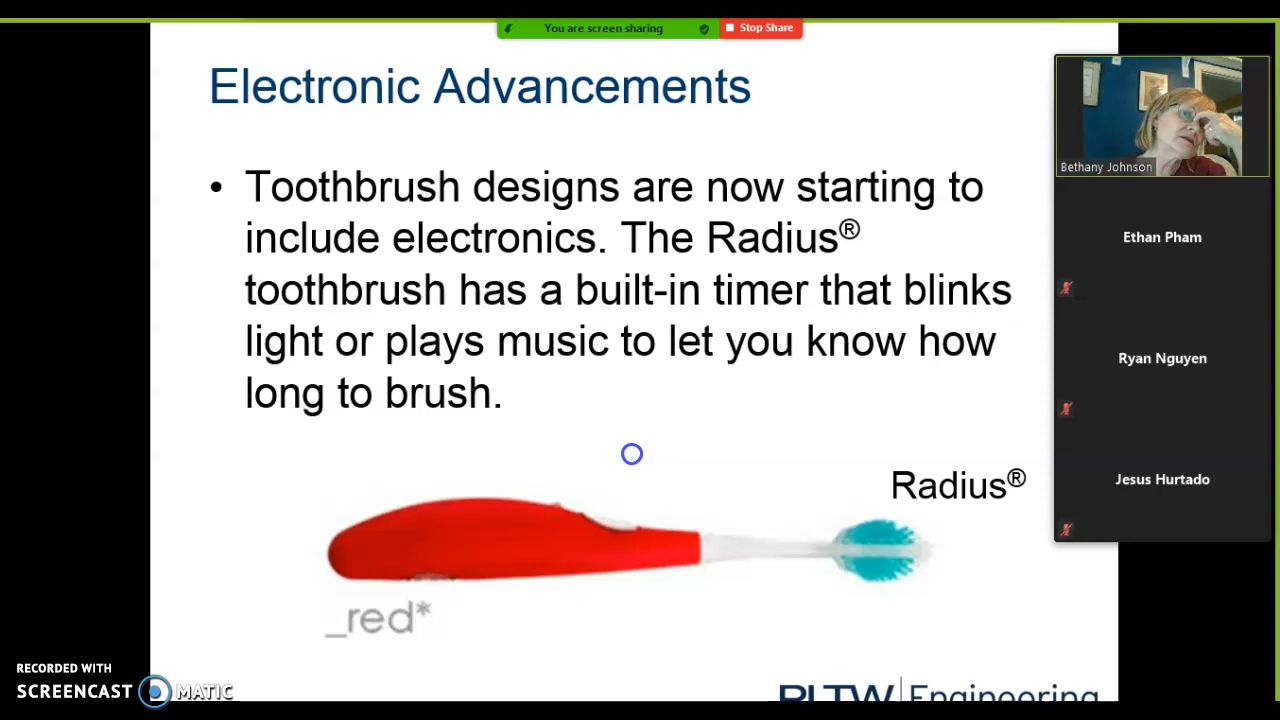 You are screen sharing
Stop Share
Electronic Advancements
• Toothbrush designs are now starting to
include electronics. The Radius®
toothbrush has a built-in timer that blinks
light or plays music to let you know how
long to brush.
Radius®
_red*
PLTW Engineering
Bethany Johnson
Ethan Pham
Ryan Nguyen
Jesus Hurtado
RECORDED WITH
SCREENCAST MATIC